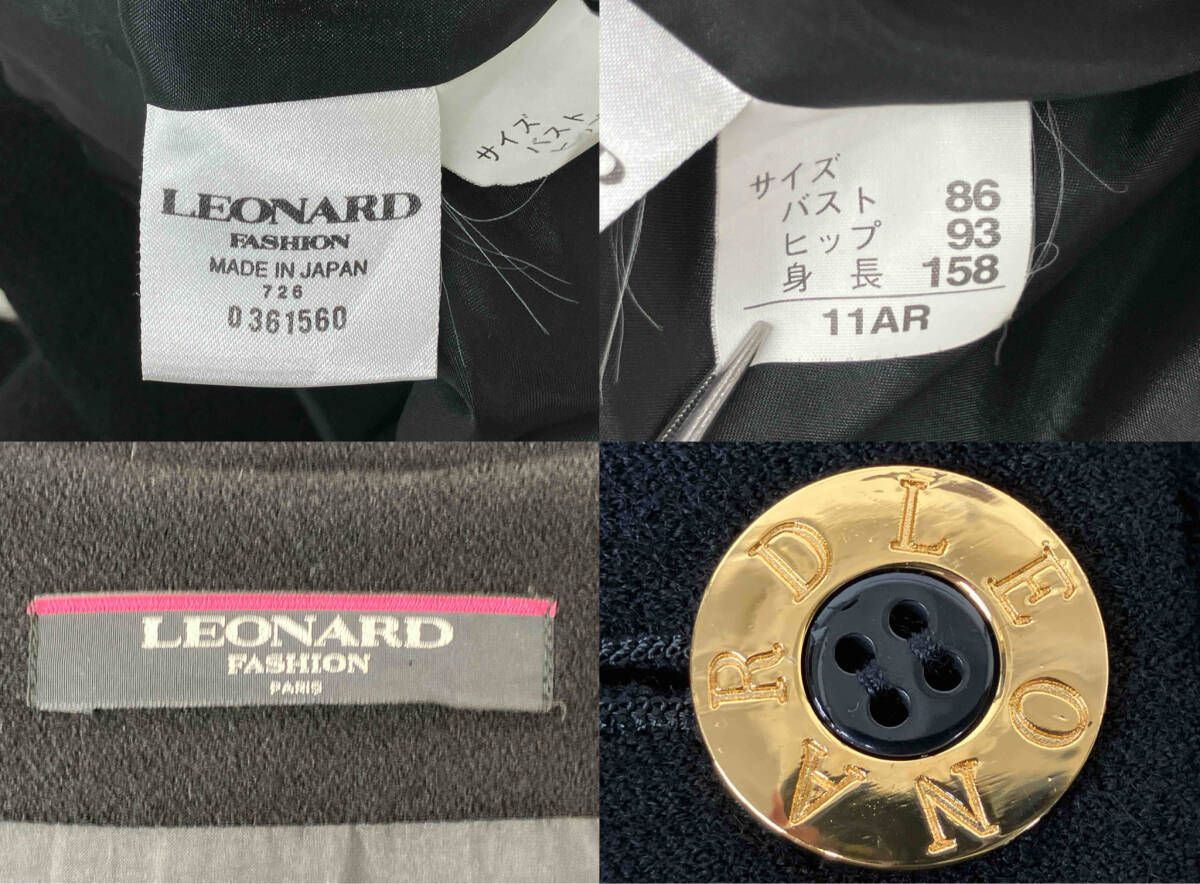 LEONARD
FASHION
MADE IN JAPAN
726
0361560
サイズ
バスト
サイズ
バスト 86
ヒップ 93
身長 158
11AR
LEONARD
FASHION
PARIS
LEONARD